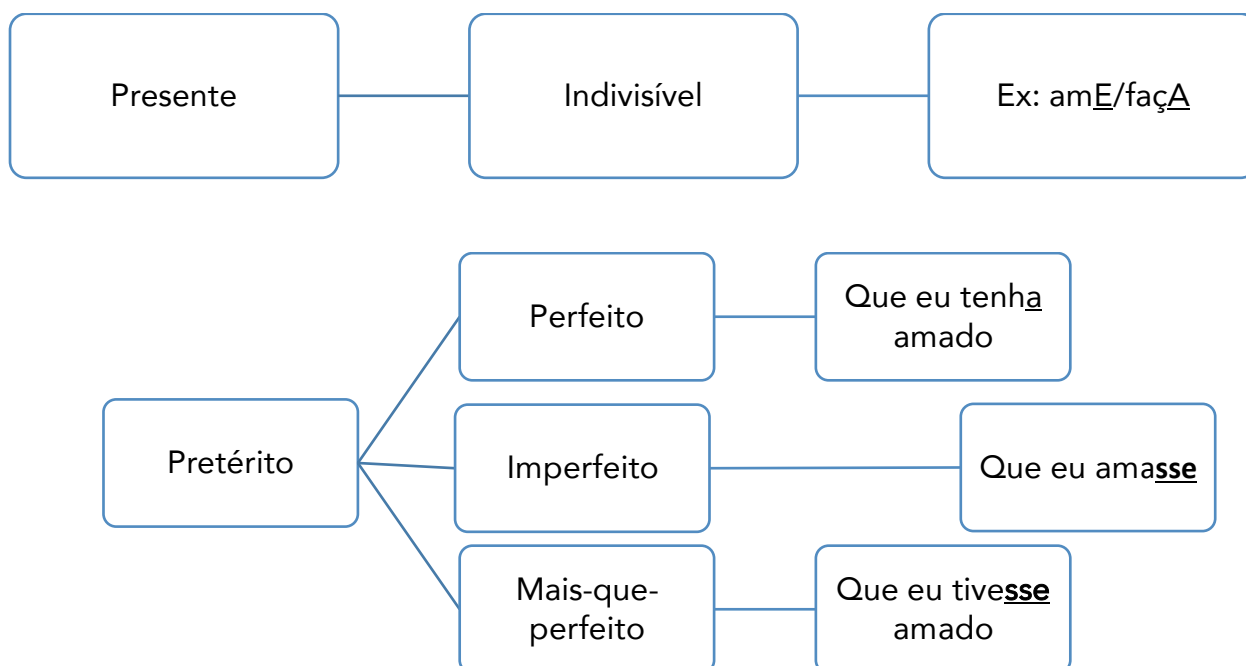 Presente
Indivisível
Ex: amE/façA
Perfeito
Que eu tenha
amado
Pretérito
Imperfeito
Que eu amasse
Mais-que-
perfeito
Que eu tivesse
amado